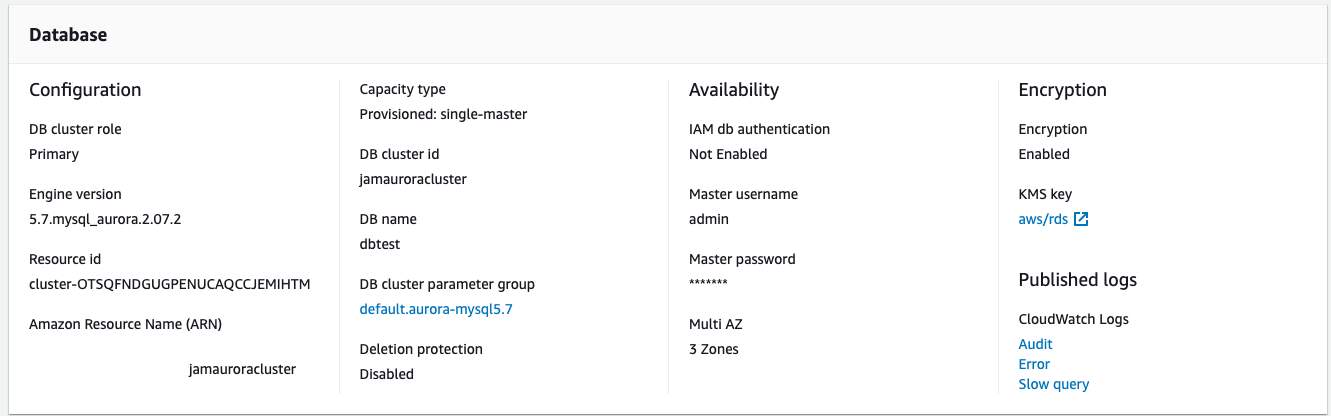 Database
Configuration
DB cluster role
Primary
Engine version
5.7.mysql_aurora.2.07.2
Resource id
cluster-OTSQFNDGUGPENUCAQCCJEMIHTM
Amazon Resource Name (ARN)
jamauroracluster
Capacity type
Provisioned: single-master
DB cluster id
jamauroracluster
DB name
dbtest
DB cluster parameter group
default.aurora-mysql5.7
Deletion protection
Disabled
Availability
IAM db authentication
Not Enabled
Master username
admin
Master password
*******
Multi AZ
3 Zones
Encryption
Encryption
Enabled
KMS key
aws/rds
Published logs
CloudWatch Logs
Audit
Error
Slow query